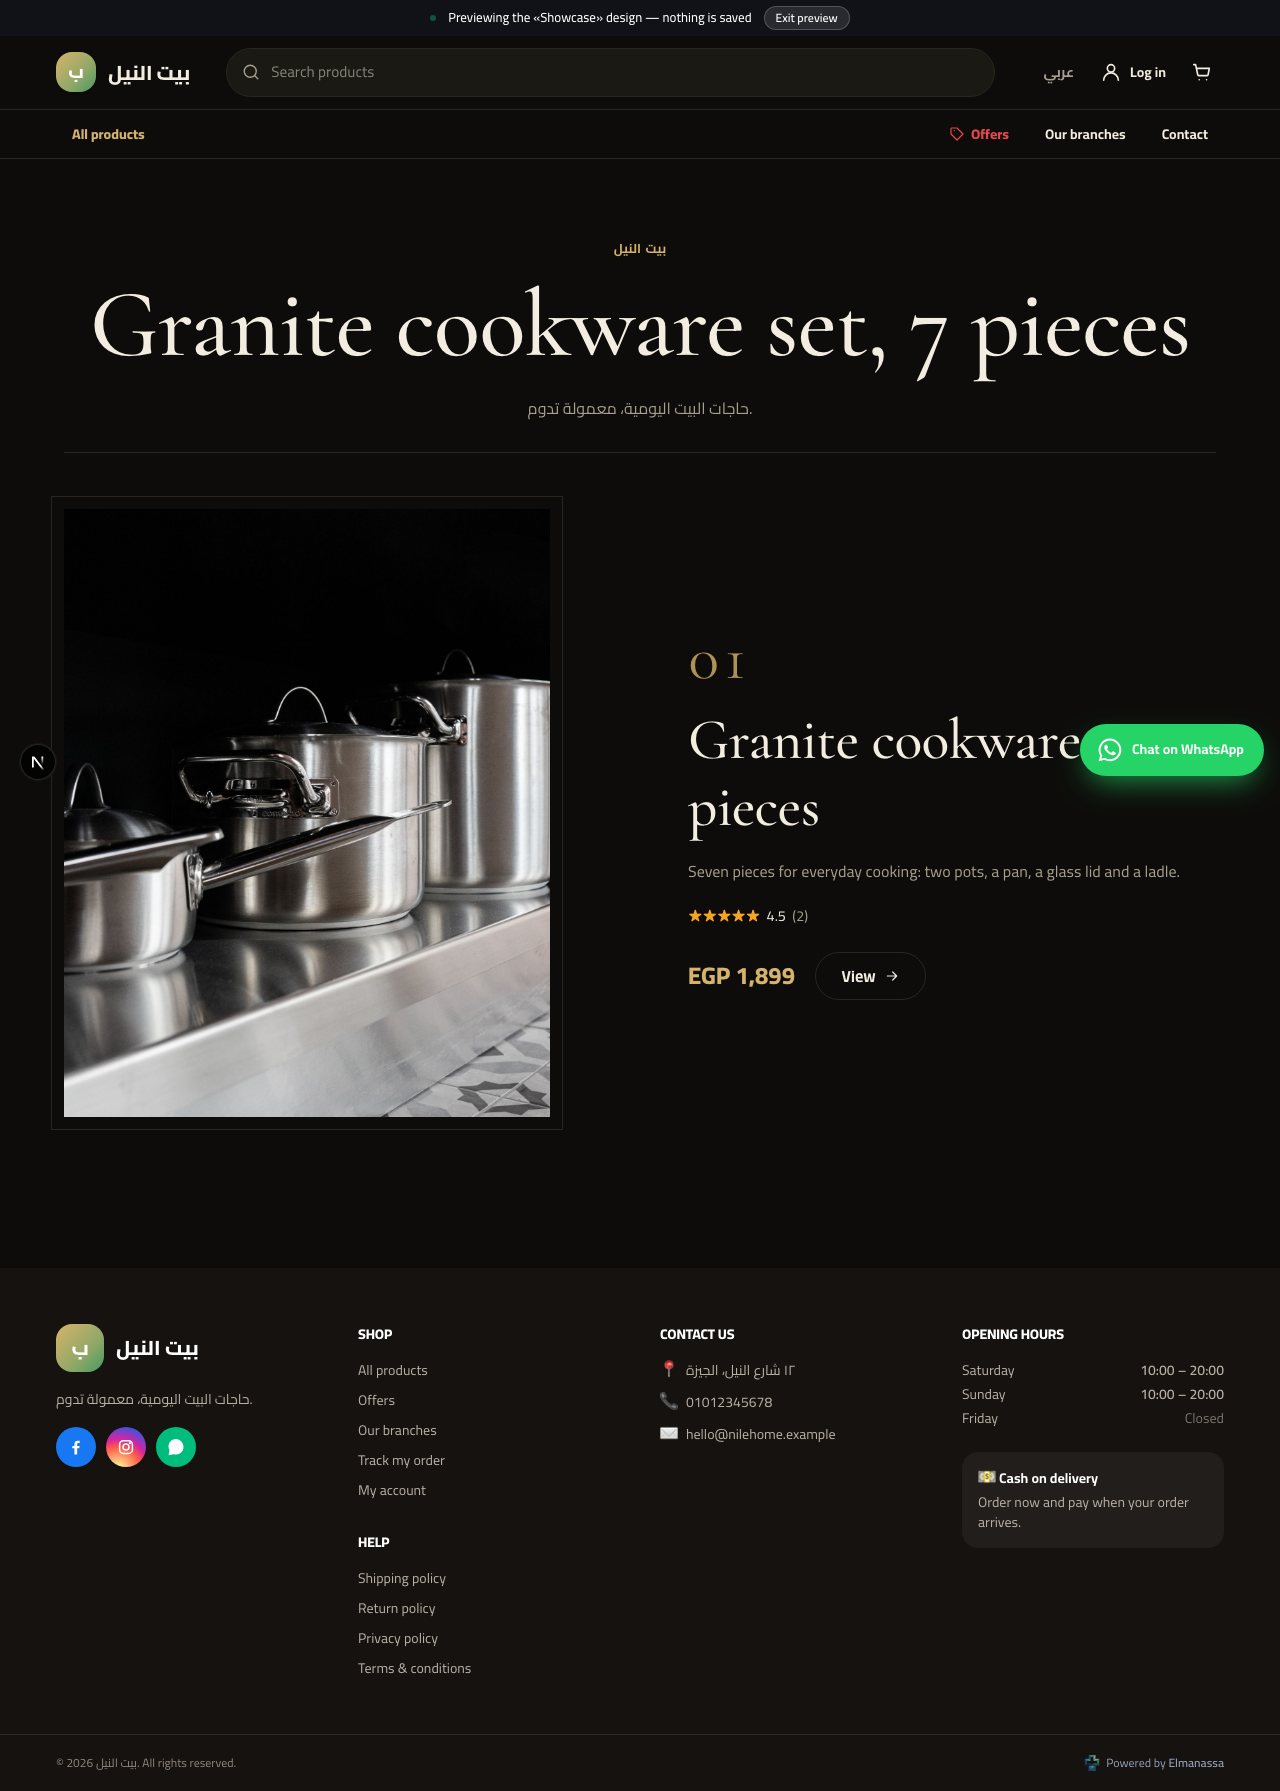 Previewing the «Showcase» design — nothing is saved
Exit preview
ب
بيت النيل
Search products
عربي
Log in
All products
Offers
Our branches
Contact
بيت النيل
Granite cookware set, 7 pieces
حاجات البيت اليومية، معمولة تدوم.
01
Granite cookware
pieces
Chat on WhatsApp
Seven pieces for everyday cooking: two pots, a pan, a glass lid and a ladle.
4.5 (2)
EGP 1,899
View
N
ب
بيت النيل
حاجات البيت اليومية، معمولة تدوم.
SHOP
All products
Offers
Our branches
Track my order
My account
HELP
Shipping policy
Return policy
Privacy policy
Terms & conditions
CONTACT US
١٢ شارع النيل، الجيزة
01012345678
hello@nilehome.example
OPENING HOURS
Saturday 10:00 – 20:00
Sunday 10:00 – 20:00
Friday Closed
Cash on delivery
Order now and pay when your order
arrives.
© 2026 بيت النيل. All rights reserved.
Powered by Elmanassa